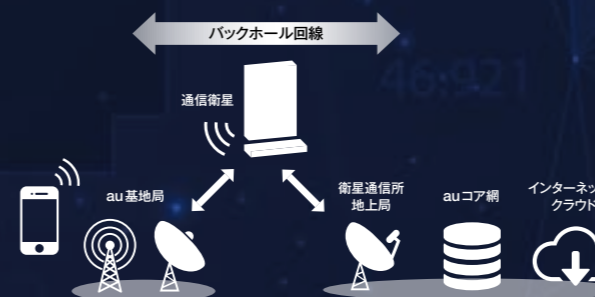 バックホール回線
46:921
通信衛星
au基地局
衛星通信所
地上局
auコア網
インターネッ
クラウド